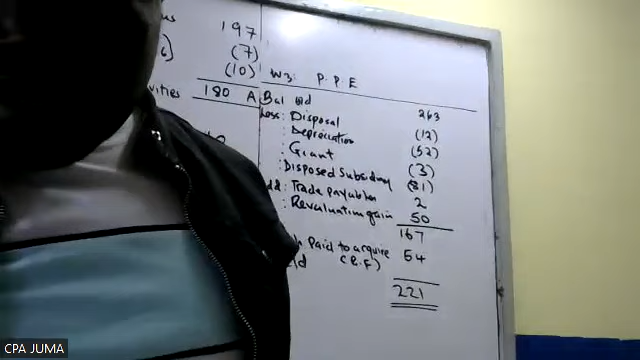 197
(7)
(10)
vities 180 A
W3: P.P.E
Bal b/d 263
Less: Disposal (12)
: Depreciation (52)
: Grant (3)
: Disposed Subsidiary (81)
Add: Trade payables 2
: Revaluation gain 50
167
Paid to acquire 54
(B.F)
221
CPA JUMA